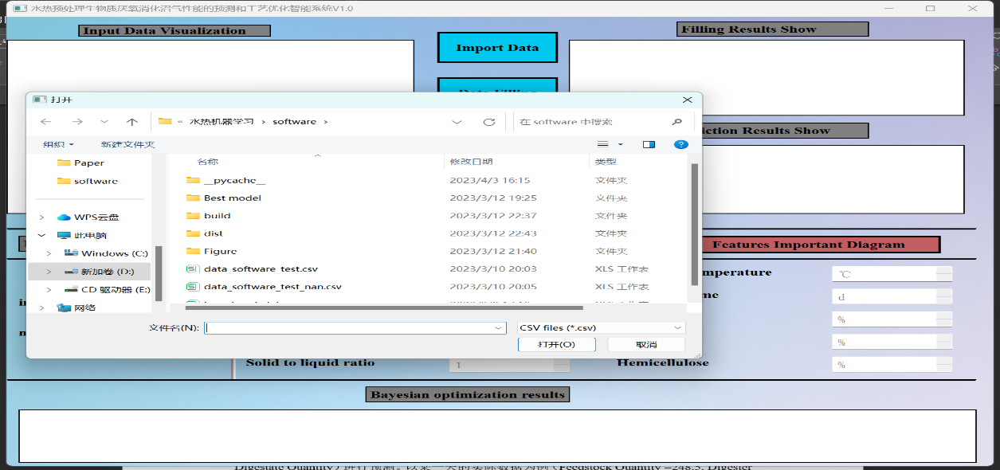 水热预处理生物质厌氧消化沼气性能的预测和工艺优化智能系统V1.0
Input Data Visualization
Import Data
Filling Results Show
Data Filling
打开
« 水热机器学习 › software ›
在 software 中搜索
iction Results Show
组织
新建文件夹
Paper
software
WPS云盘
此电脑
Windows (C:)
新加卷 (D:)
CD 驱动器 (E:)
网络
名称 修改日期 类型
__pycache__ 2023/4/3 16:15 文件夹
Best model 2023/3/12 19:25 文件夹
build 2023/3/12 22:37 文件夹
dist 2023/3/12 22:43 文件夹
Figure 2023/3/12 21:40 文件夹
data_software_test.csv 2023/3/10 20:03 XLS 工作表
data_software_test_nan.csv 2023/3/10 20:05 XLS 工作表
文件名(N):
CSV files (*.csv)
打开(O)
取消
Features Important Diagram
mperature
℃
me
d
%
%
Solid to liquid ratio
1
Hemicellulose
%
Bayesian optimization results
Digestate Quantity）进行预测。以某一天的实际数据为例（Feedstock Quantity =248.5, Digester